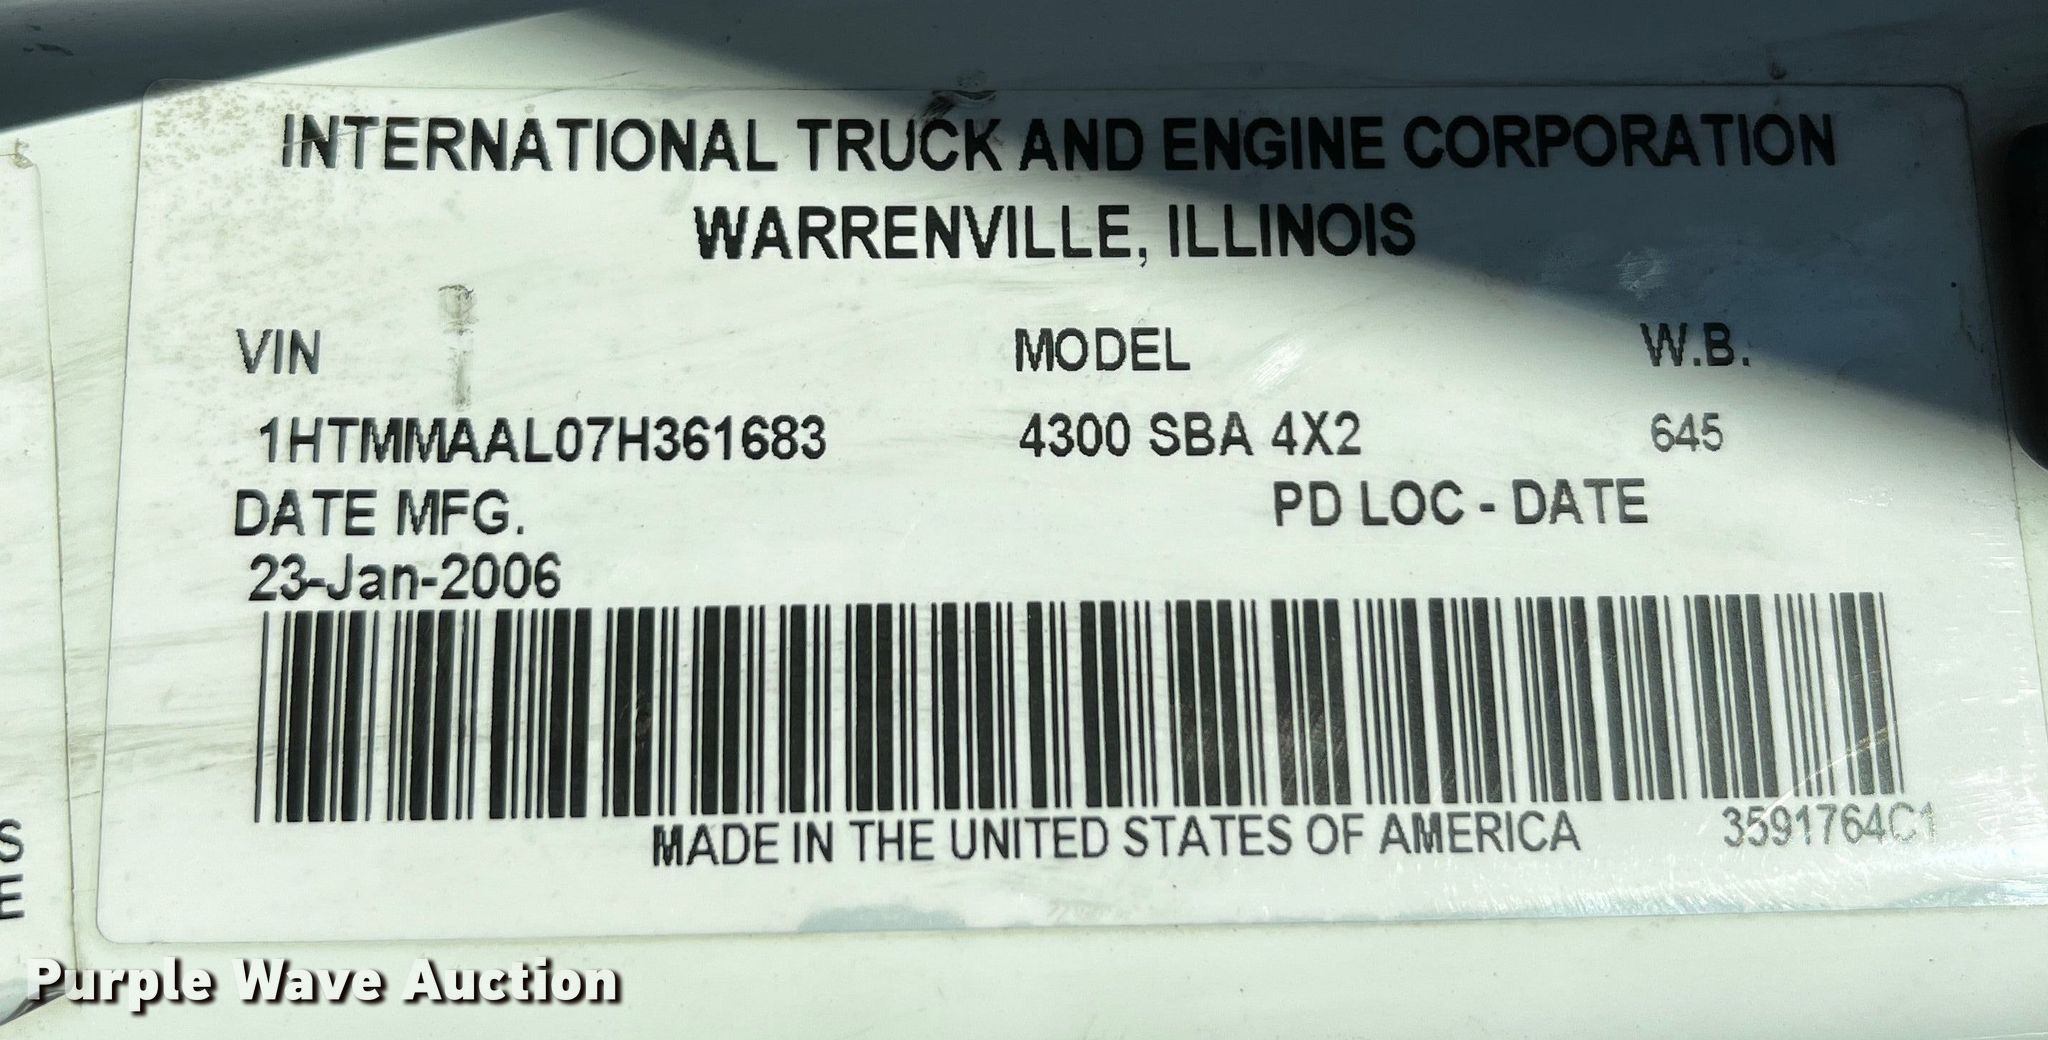 INTERNATIONAL TRUCK AND ENGINE CORPORATION
WARRENVILLE, ILLINOIS
VIN MODEL W.B.
1HTMMAAL07H361683 4300 SBA 4X2 645
DATE MFG. PD LOC - DATE
23-Jan-2006
MADE IN THE UNITED STATES OF AMERICA 3591764C1
S
E
Purple Wave Auction